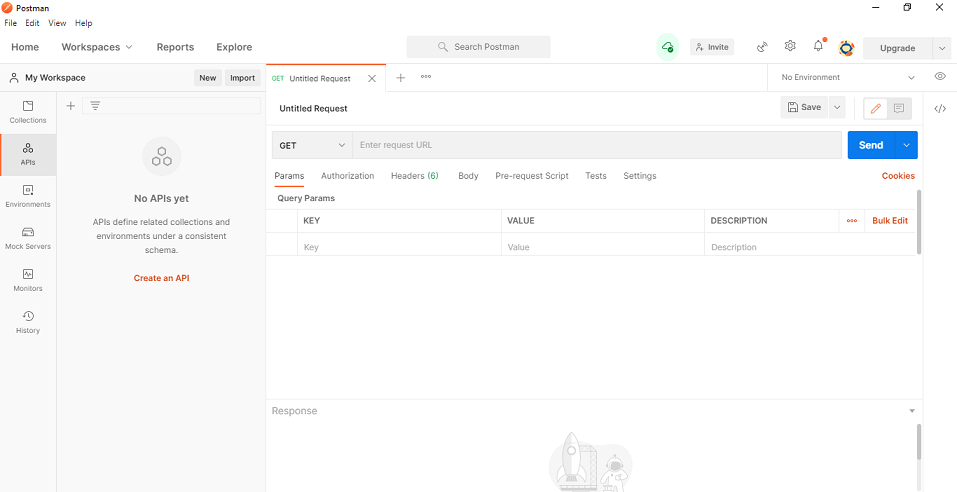 Postman
File Edit View Help
Home Workspaces Reports Explore Search Postman Invite Upgrade
My Workspace New Import GET Untitled Request No Environment
Collections
APIs
Environments
Mock Servers
Monitors
History
No APIs yet
APIs define related collections and
environments under a consistent
schema.
Create an API
Untitled Request Save
GET Enter request URL Send
Params Authorization Headers (6) Body Pre-request Script Tests Settings Cookies
Query Params
KEY VALUE DESCRIPTION Bulk Edit
Key Value Description
Response